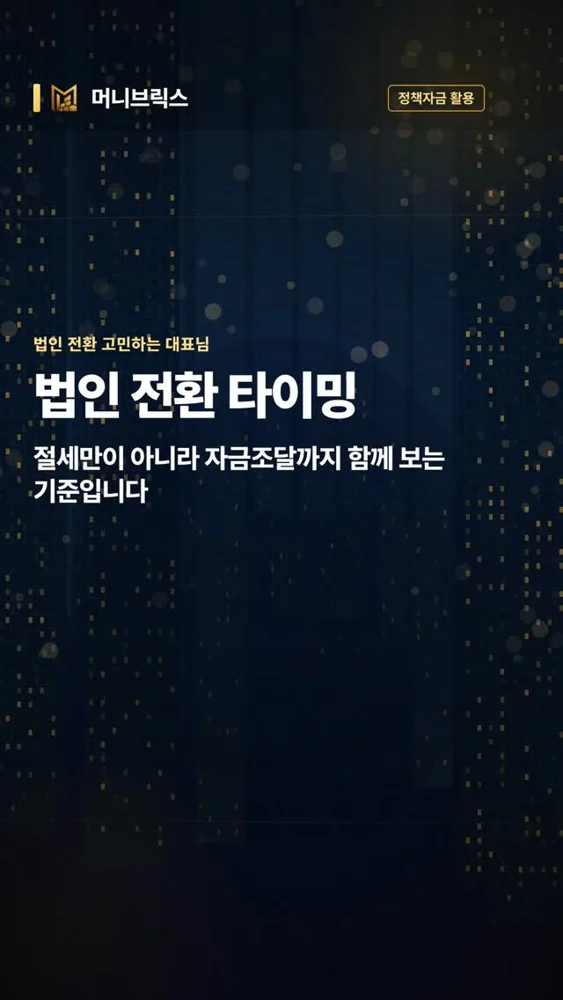 머니브릭스
정책자금 활용
법인 전환 고민하는 대표님
법인 전환 타이밍
절세만이 아니라 자금조달까지 함께 보는
기준입니다